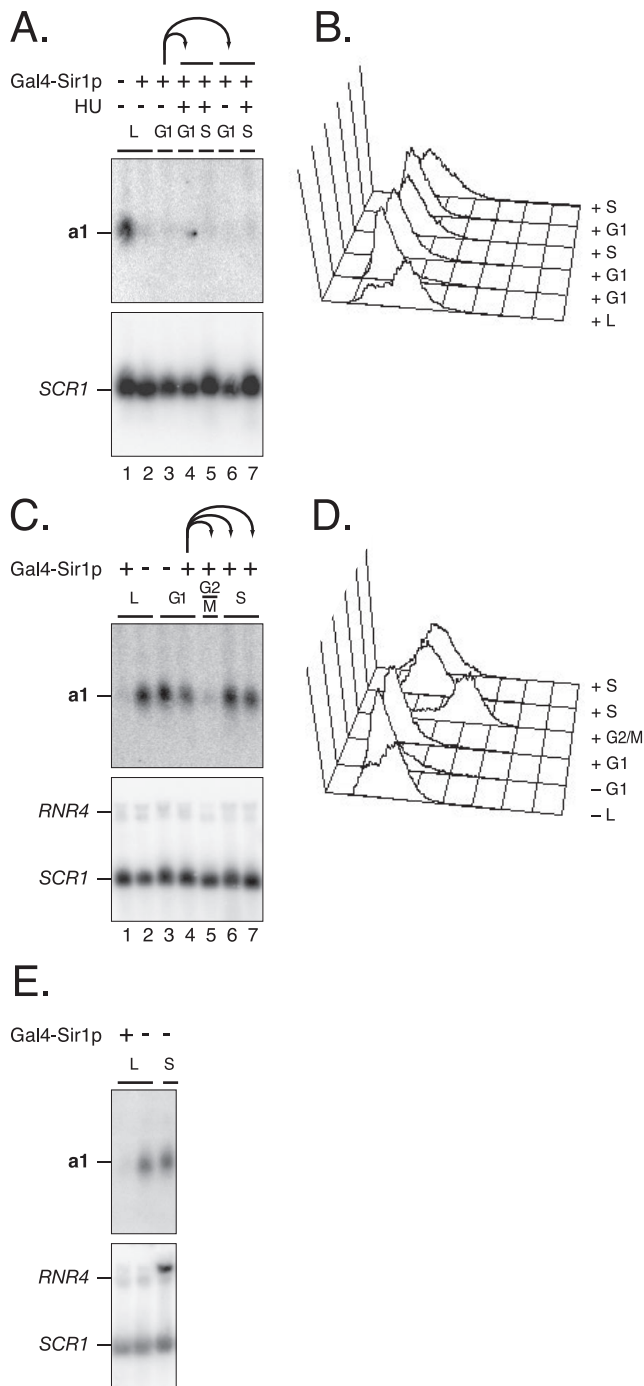 A.
Gal4-Sir1p - + + + + + +
HU - - - + + - +
L G1 G1 S G1 S
a1
SCR1
1 2 3 4 5 6 7
B.
+ S
+ G1
+ S
+ G1
+ G1
+ L
C.
Gal4-Sir1p + - - + + + +
L G1 G2 M S
a1
RNR4
SCR1
1 2 3 4 5 6 7
D.
+ S
+ S
+ G2/M
+ G1
– G1
– L
E.
Gal4-Sir1p + - -
L S
a1
RNR4
SCR1